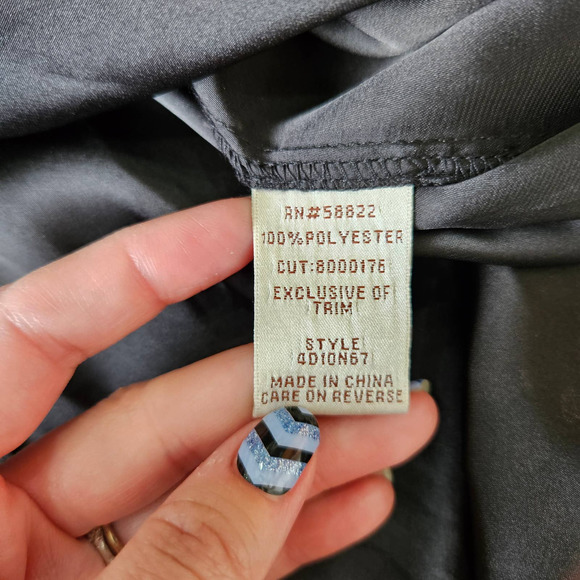 RN#58822
100%POLYESTER
CUT:8000176
EXCLUSIVE OF
TRIM
STYLE
4D10N67
MADE IN CHINA
CARE ON REVERSE